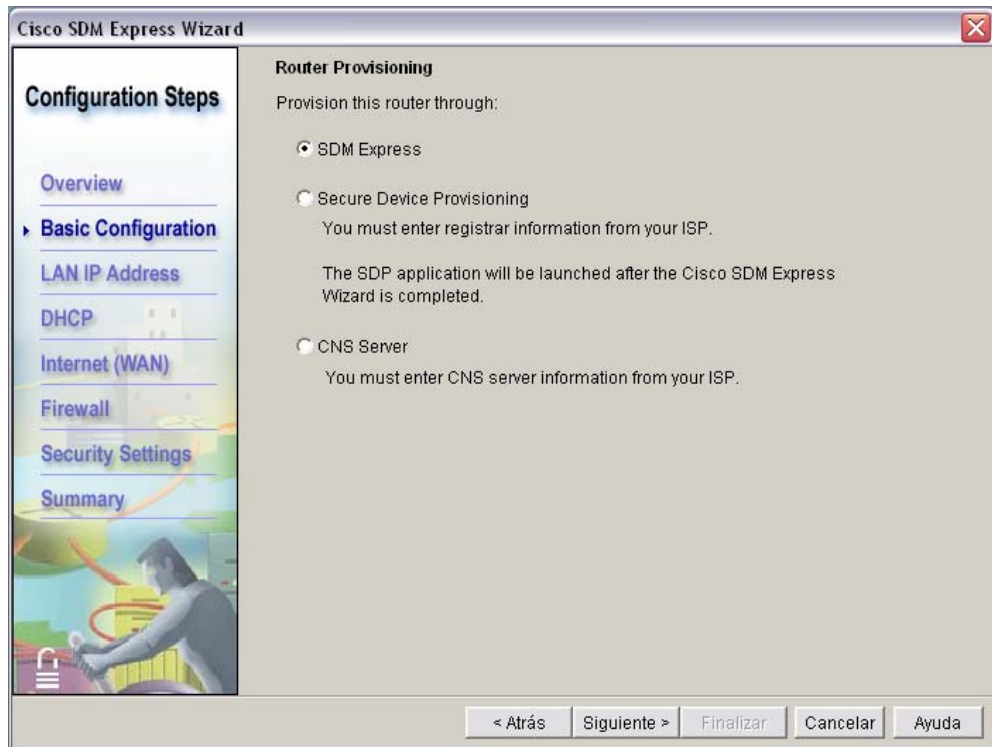 Cisco SDM Express Wizard
Configuration Steps
Overview
Basic Configuration
LAN IP Address
DHCP
Internet (WAN)
Firewall
Security Settings
Summary
Router Provisioning
Provision this router through:
SDM Express
Secure Device Provisioning
You must enter registrar information from your ISP.
The SDP application will be launched after the Cisco SDM Express
Wizard is completed.
CNS Server
You must enter CNS server information from your ISP.
< Atrás
Siguiente >
Finalizar
Cancelar
Ayuda